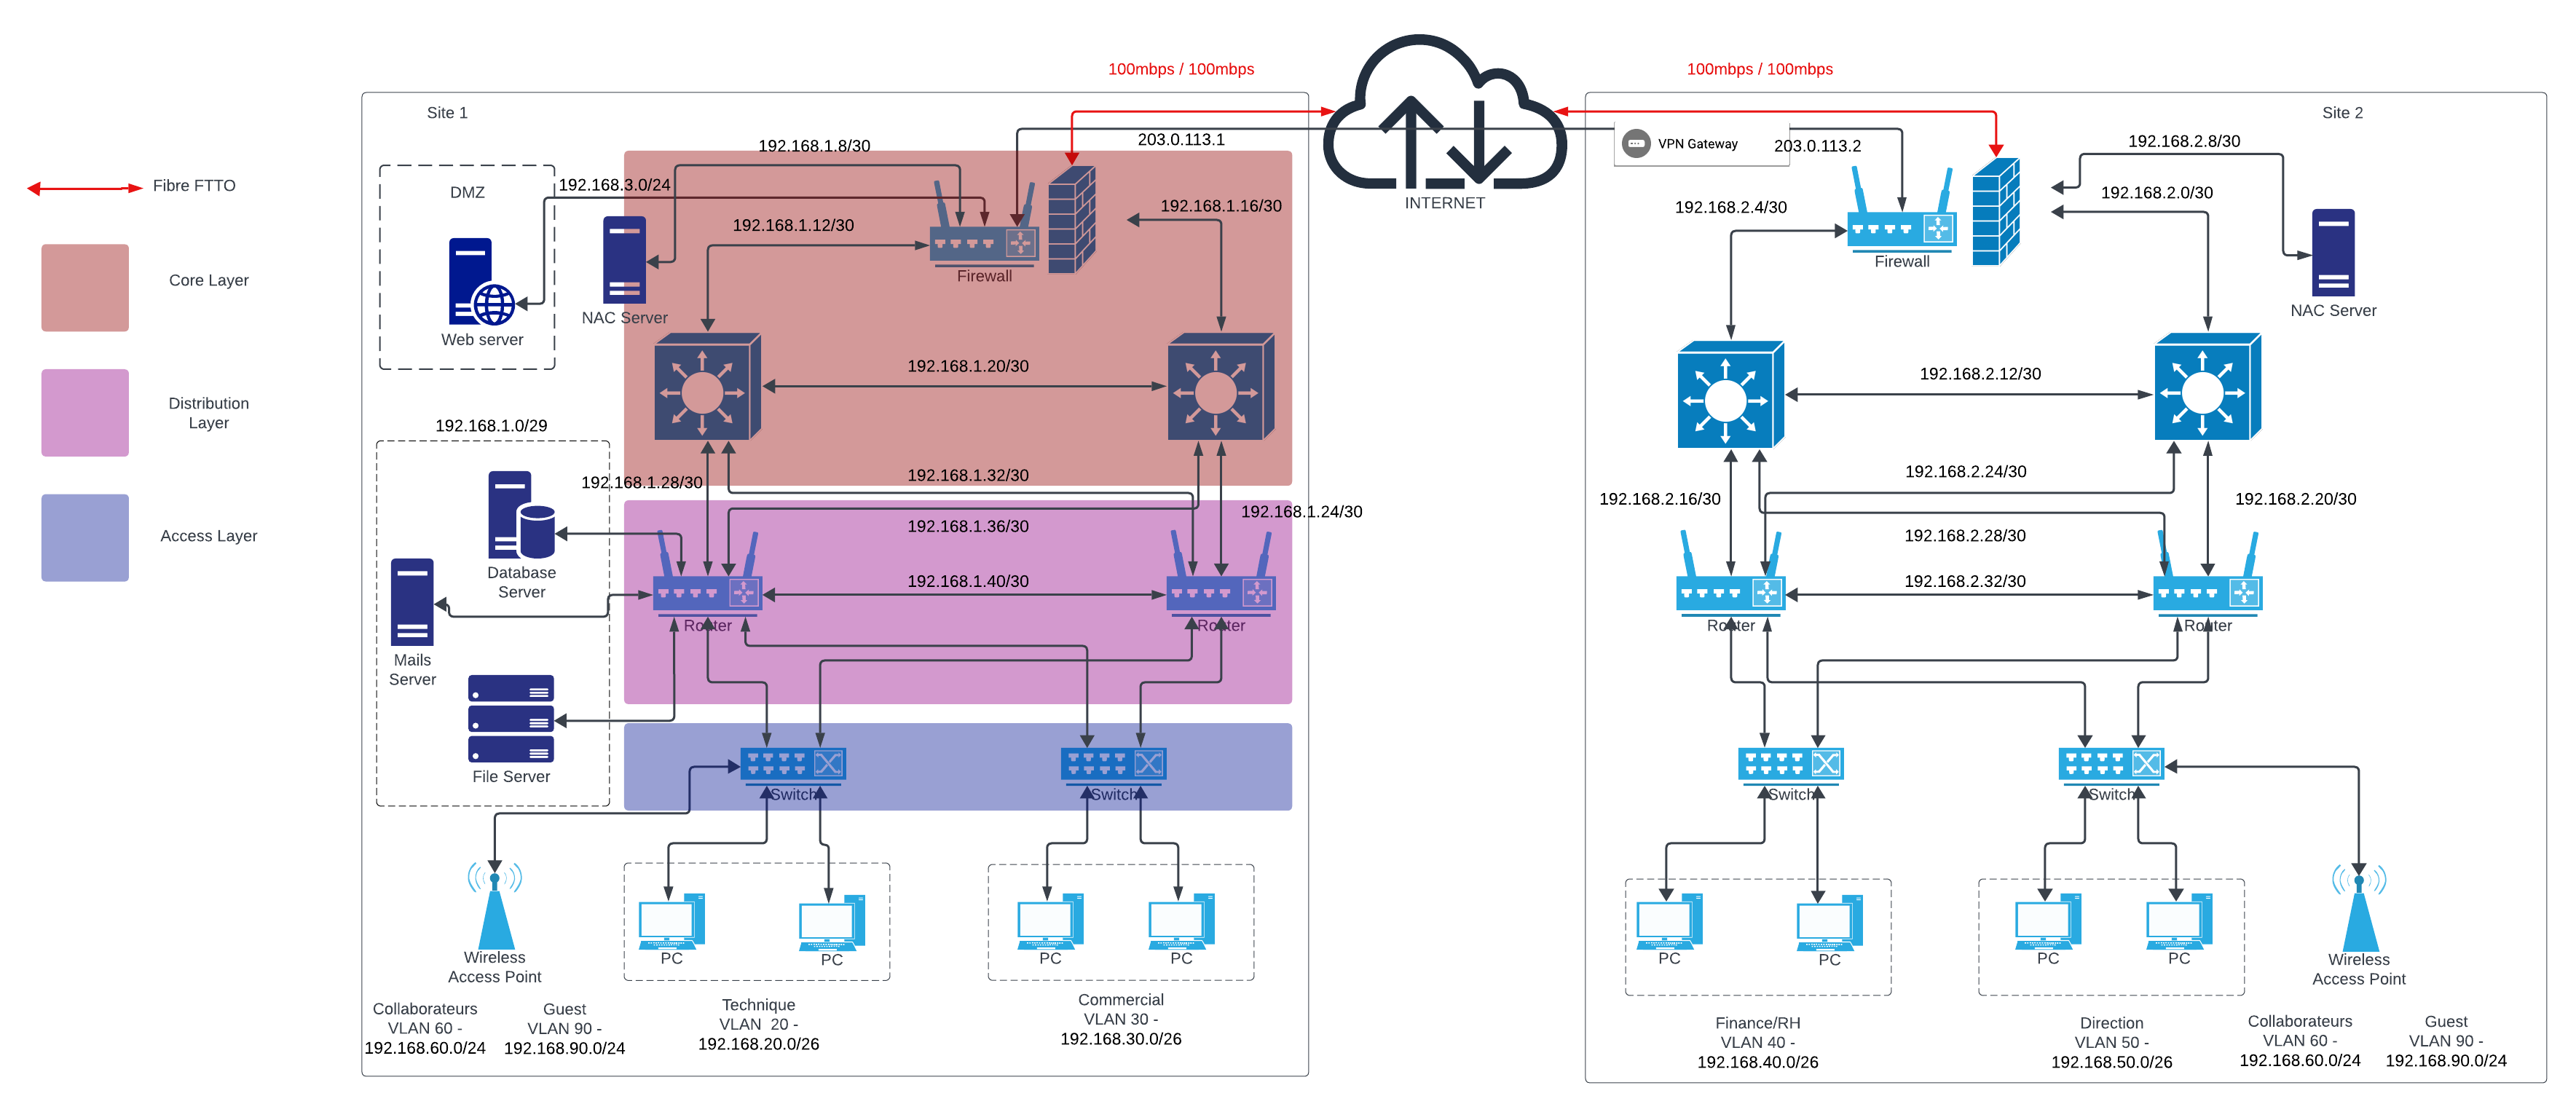 100mbps / 100mbps
100mbps / 100mbps
Site 1
Site 2
203.0.113.1
VPN Gateway
203.0.113.2
192.168.2.8/30
192.168.1.8/30
Fibre FTTO
192.168.3.0/24
DMZ
192.168.2.0/30
INTERNET
192.168.1.16/30
192.168.2.4/30
192.168.1.12/30
Firewall
Firewall
Core Layer
NAC Server
NAC Server
Web server
192.168.1.20/30
192.168.2.12/30
Distribution
Layer
192.168.1.0/29
192.168.1.28/30
192.168.1.32/30
192.168.2.24/30
192.168.2.16/30
192.168.2.20/30
192.168.1.24/30
192.168.1.36/30
192.168.2.28/30
Access Layer
Database
Server
192.168.1.40/30
192.168.2.32/30
Router
Router
Router
Router
Mails
Server
File Server
Switch
Switch
Switch
Switch
Wireless
Access Point
PC
PC
PC
PC
PC
PC
PC
PC
Wireless
Access Point
Collaborateurs
VLAN 60 -
192.168.60.0/24
Guest
VLAN 90 -
192.168.90.0/24
Technique
VLAN  20 -
192.168.20.0/26
Commercial
VLAN 30 -
192.168.30.0/26
Finance/RH
VLAN 40 -
192.168.40.0/26
Direction
VLAN 50 -
192.168.50.0/26
Collaborateurs
VLAN 60 -
192.168.60.0/24
Guest
VLAN 90 -
192.168.90.0/24